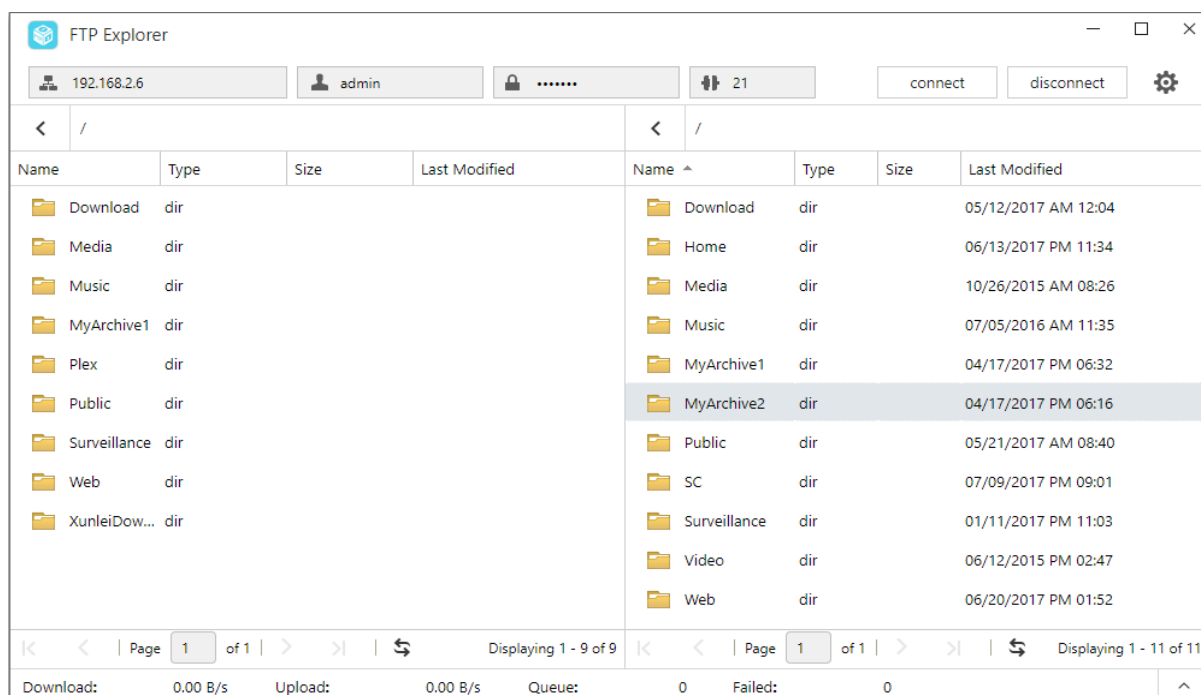 FTP Explorer
192.168.2.6 admin ••••••• 21 connect disconnect
/ /
Name Type Size Last Modified Name Type Size Last Modified
Download dir Download dir 05/12/2017 AM 12:04
Media dir Home dir 06/13/2017 PM 11:34
Music dir Media dir 10/26/2015 AM 08:26
MyArchive1 dir Music dir 07/05/2016 AM 11:35
Plex dir MyArchive1 dir 04/17/2017 PM 06:32
Public dir MyArchive2 dir 04/17/2017 PM 06:16
Surveillance dir Public dir 05/21/2017 AM 08:40
Web dir SC dir 07/09/2017 PM 09:01
XunleiDow... dir Surveillance dir 01/11/2017 PM 11:03
Video dir 06/12/2015 PM 02:47
Web dir 06/20/2017 PM 01:52
Page 1 of 1 Displaying 1 - 9 of 9 Page 1 of 1 Displaying 1 - 11 of 11
Download: 0.00 B/s Upload: 0.00 B/s Queue: 0 Failed: 0